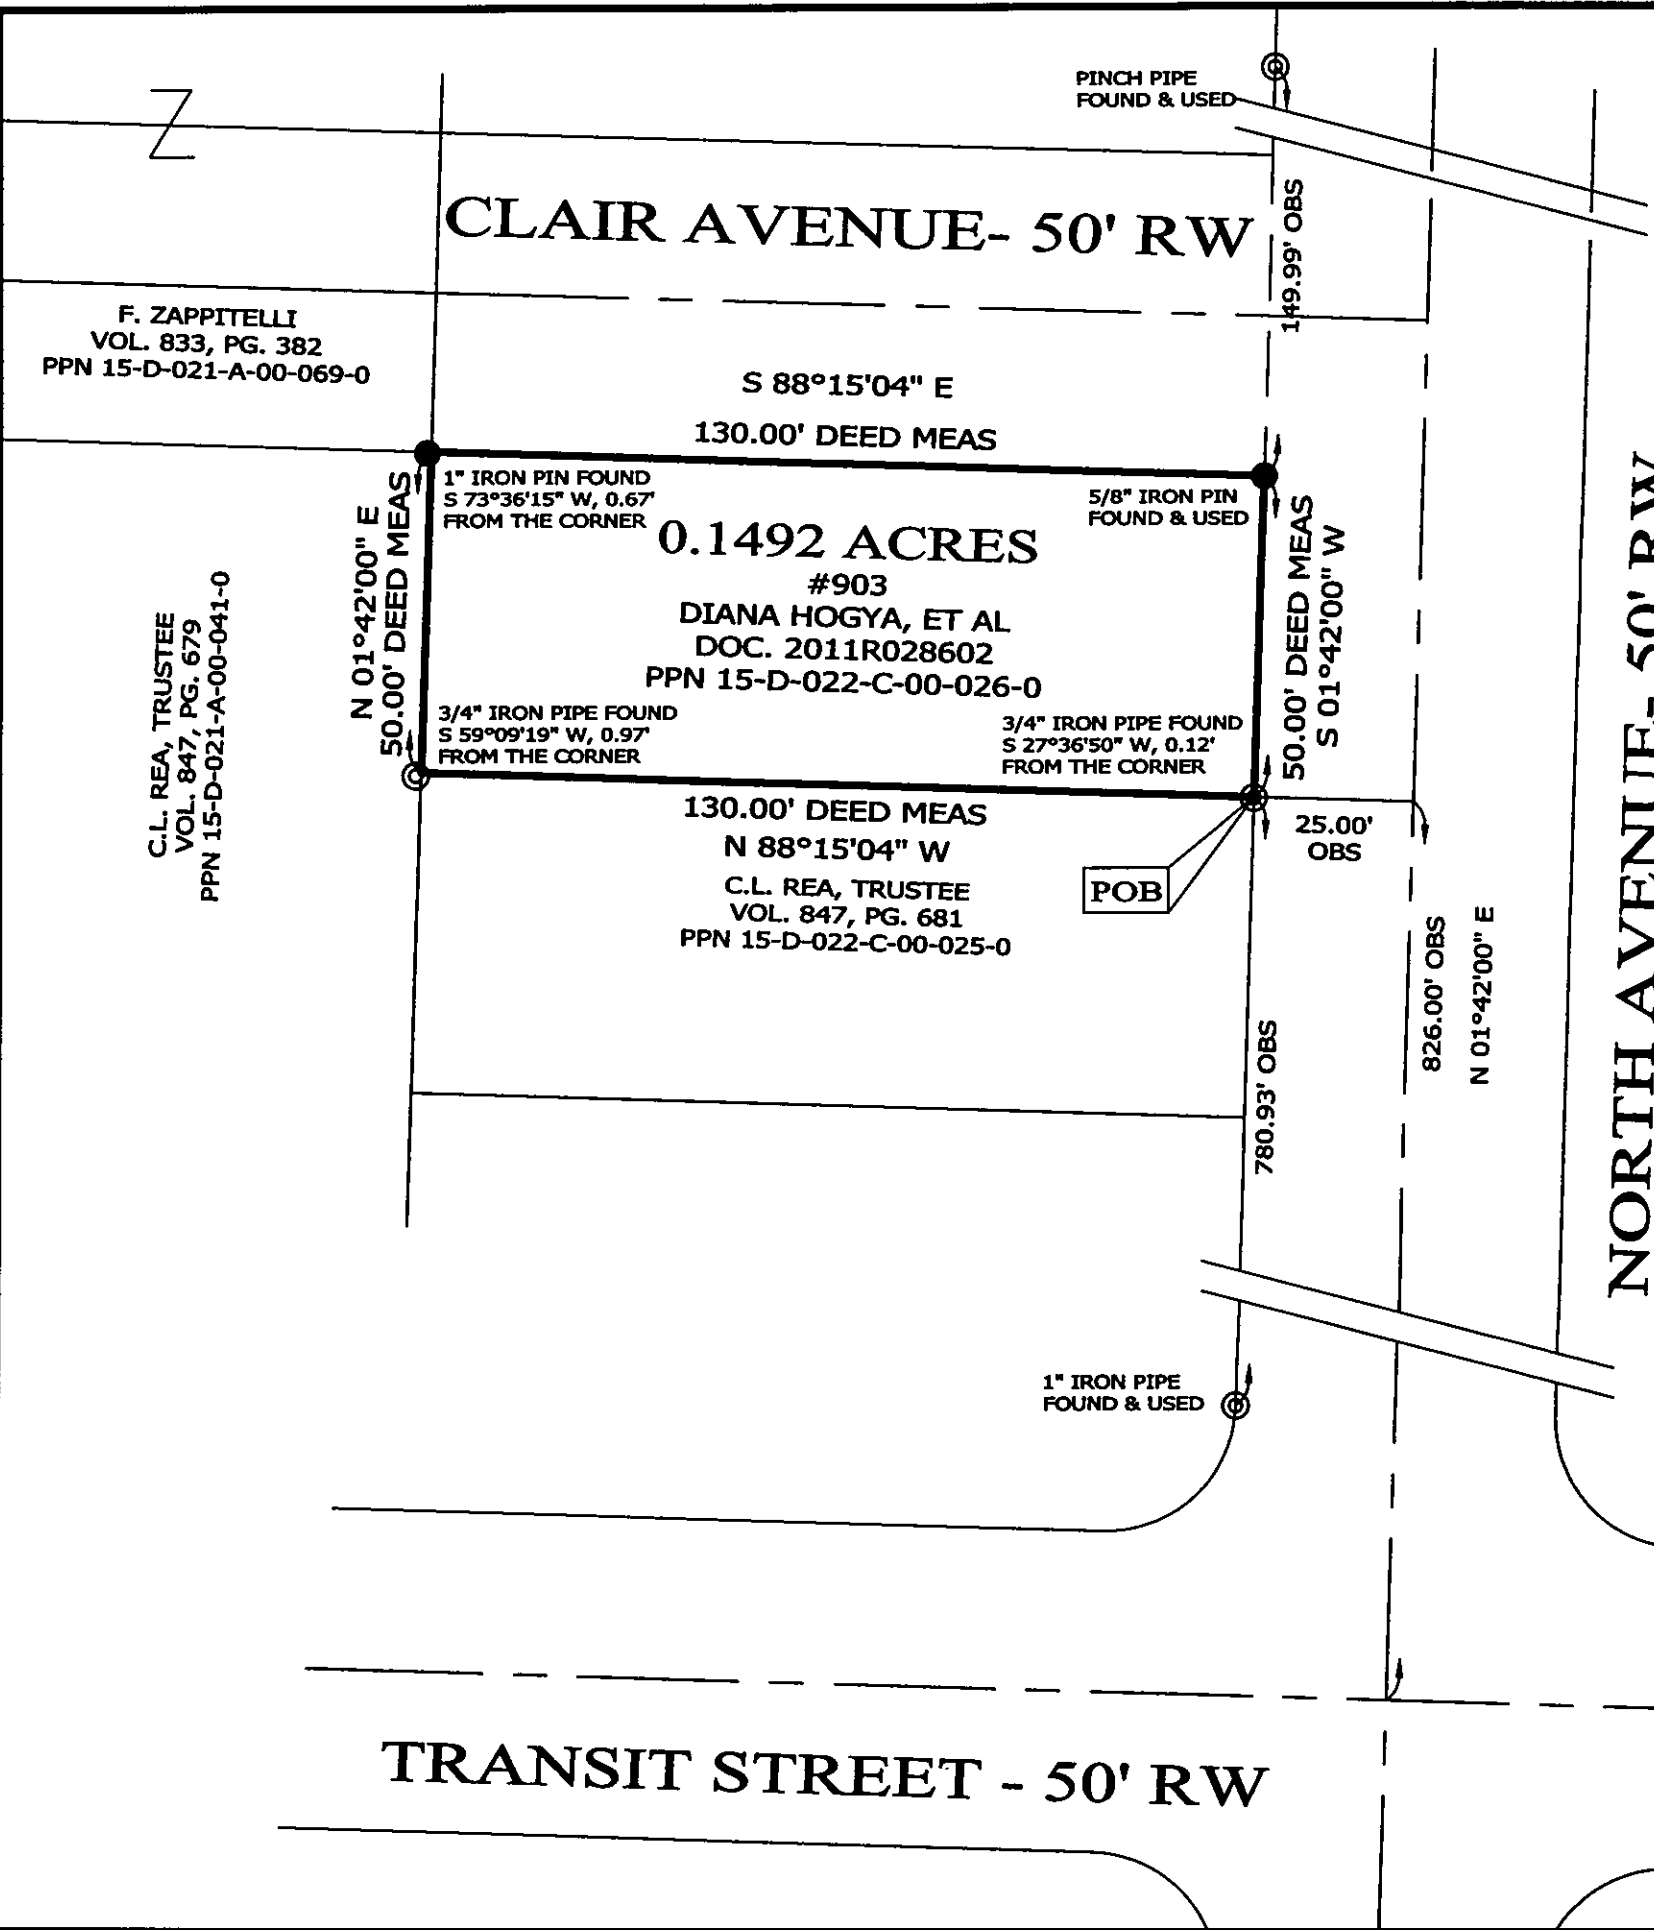 PINCH PIPE
FOUND & USED
CLAIR AVENUE- 50' RW
149.99' OBS
F. ZAPPITELLI
VOL. 833, PG. 382
PPN 15-D-021-A-00-069-0
S 88°15'04" E
130.00' DEED MEAS
1" IRON PIN FOUND
S 73°36'15" W, 0.67'
FROM THE CORNER
5/8" IRON PIN
FOUND & USED
N 01°42'00" E
50.00' DEED MEAS
0.1492 ACRES
#903
DIANA HOGYA, ET AL
DOC. 2011R028602
PPN 15-D-022-C-00-026-0
50.00' DEED MEAS
S 01°42'00" W
C.L. REA, TRUSTEE
VOL. 847, PG. 679
PPN 15-D-021-A-00-041-0
3/4" IRON PIPE FOUND
S 59°09'19" W, 0.97'
FROM THE CORNER
3/4" IRON PIPE FOUND
S 27°36'50" W, 0.12'
FROM THE CORNER
130.00' DEED MEAS
N 88°15'04" W
C.L. REA, TRUSTEE
VOL. 847, PG. 681
PPN 15-D-022-C-00-025-0
POB
25.00'
OBS
826.00' OBS
N 01°42'00" E
780.93' OBS
NORTH AVENUE- 50' RW
1" IRON PIPE
FOUND & USED
TRANSIT STREET - 50' RW